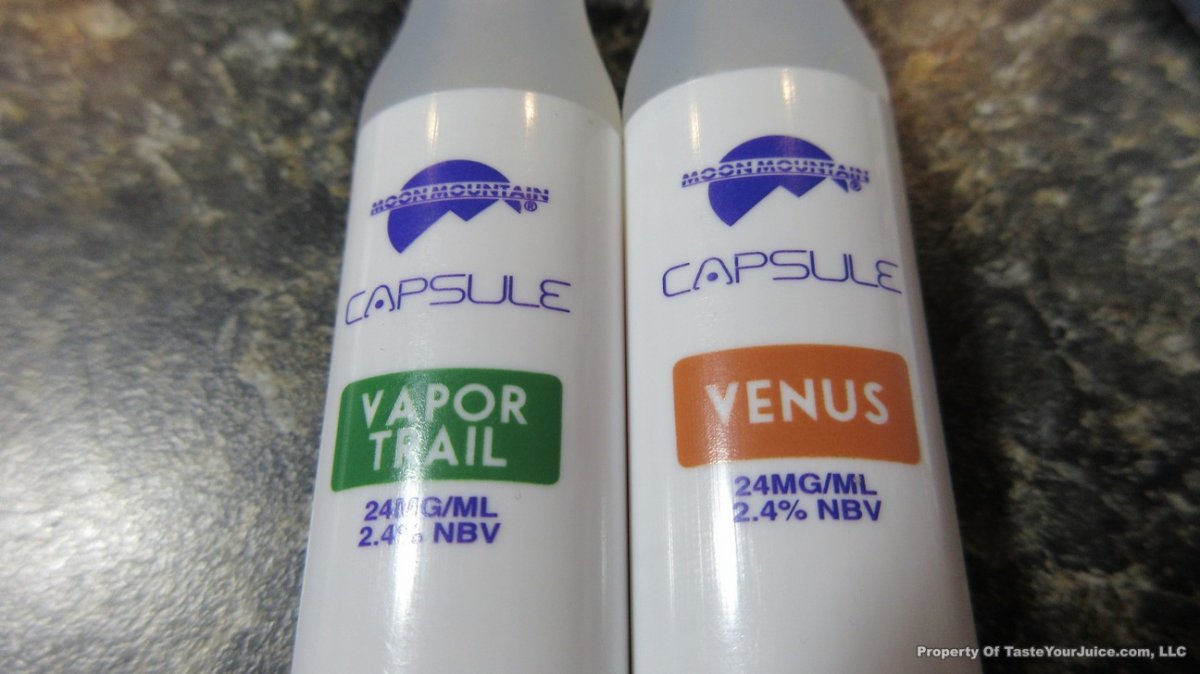 MOON MOUNTAIN®
CAPSULE
VAPOR
TRAIL
24MG/ML
2.4% NBV
MOON MOUNTAIN®
CAPSULE
VENUS
24MG/ML
2.4% NBV
Property Of TasteYourJuice.com, LLC